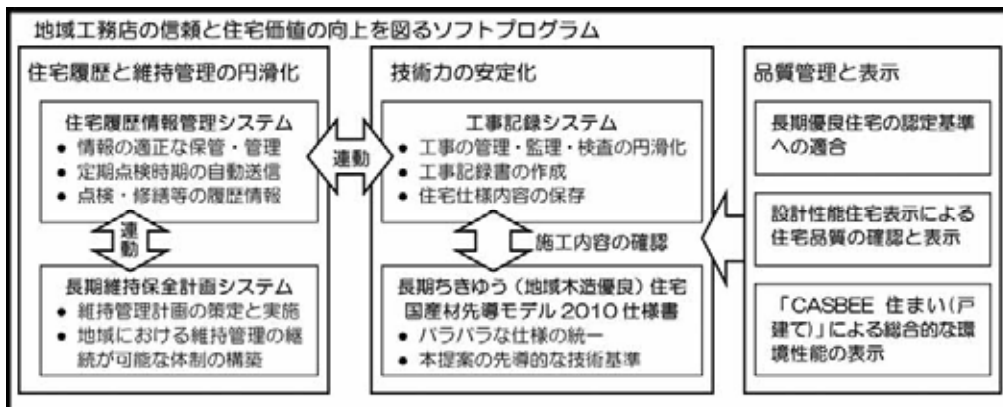 地域工務店の信頼と住宅価値の向上を図るソフトプログラム
住宅履歴と維持管理の円滑化
住宅履歴情報管理システム
● 情報の適正な保管・管理
● 定期点検時期の自動送信
● 点検・修繕等の履歴情報
連動
長期維持保全計画システム
● 維持管理計画の策定と実施
● 地域における維持管理の継
続が可能な体制の構築
連動
技術力の安定化
工事記録システム
● 工事の管理・監理・検査の円滑化
● 工事記録書の作成
● 住宅仕様内容の保存
施工内容の確認
長期ちきゆう(地域木造優良)住宅
国産材先導モデル2010仕様書
● バラバラな仕様の統一
● 本提案の先導的な技術基準
品質管理と表示
長期優良住宅の認定基準
への適合
設計性能住宅表示による
住宅品質の確認と表示
「CASBEE 住まい(戸
建て)」による総合的な環
境性能の表示